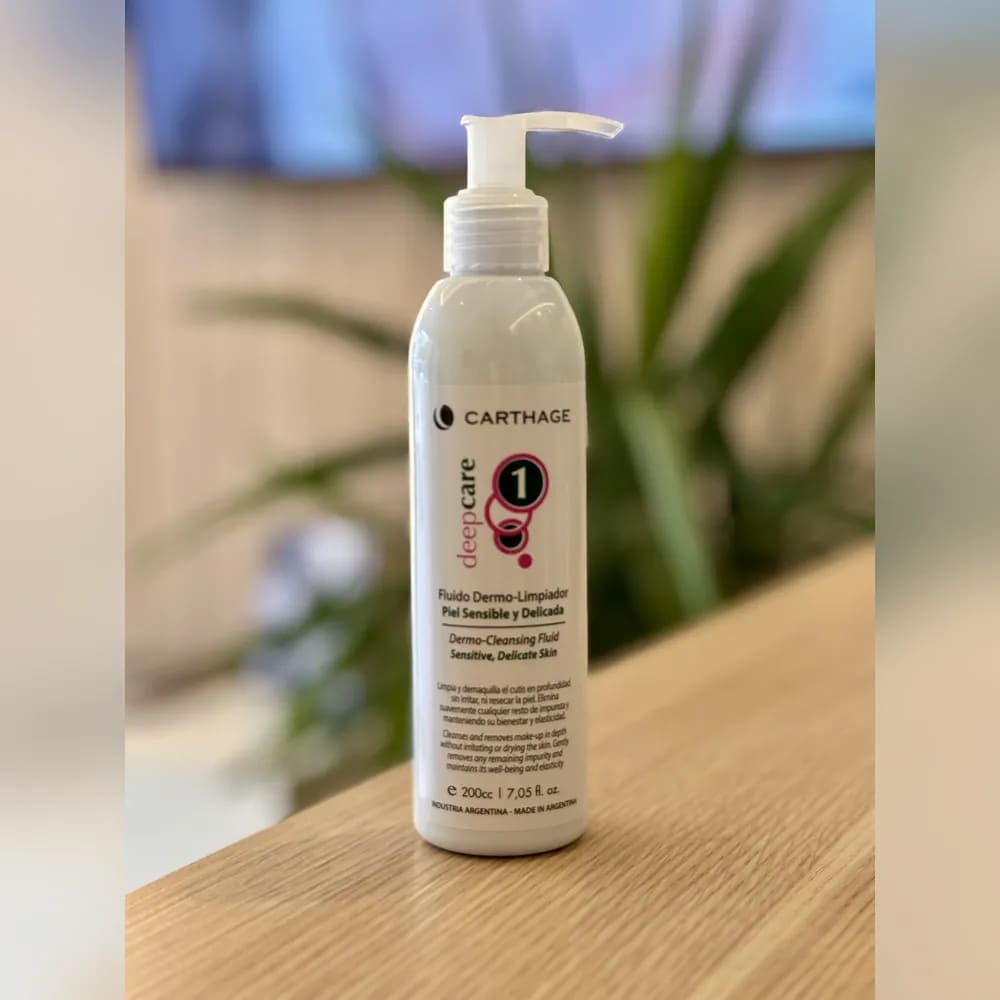 CARTHAGE
deepcare
1
Fluido Dermo-Limpiador
Piel Sensible y Delicada
Dermo-Cleansing Fluid
Sensitive, Delicate Skin
Limpia y demaquilla el cutis en profundidad,
sin irritar, ni resecar la piel. Elimina
suavemente cualquier resto de impureza y
manteniendo su bienestar y elasticidad.
Cleanses and removes make-up in depth
without irritating or drying the skin. Gently
removes any remaining impurity and
maintains its well-being and elasticity
e 200cc | 7,05 fl. oz.
INDUSTRIA ARGENTINA - MADE IN ARGENTINA